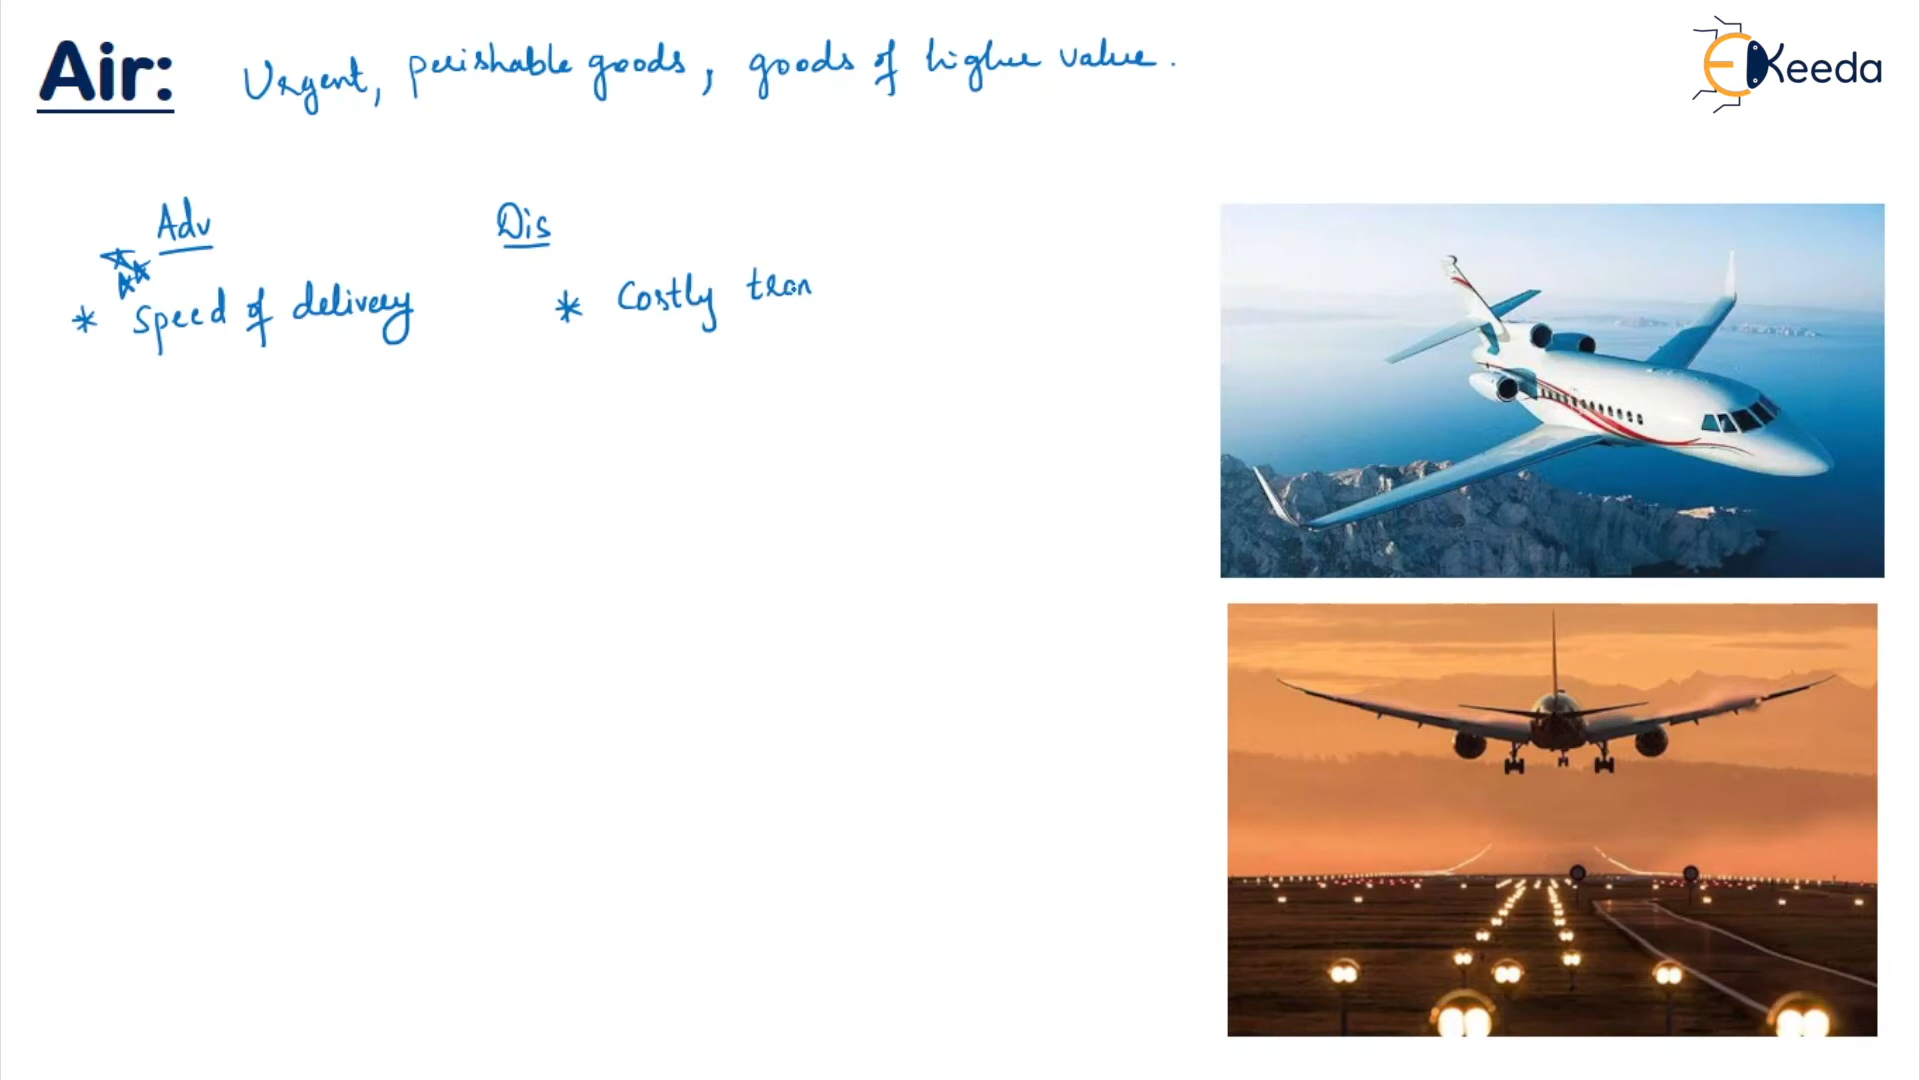 Air: Urgent, perishable goods, goods of higher value.
EKeeda
Adv Dis
* Speed of delivery * Costly tran